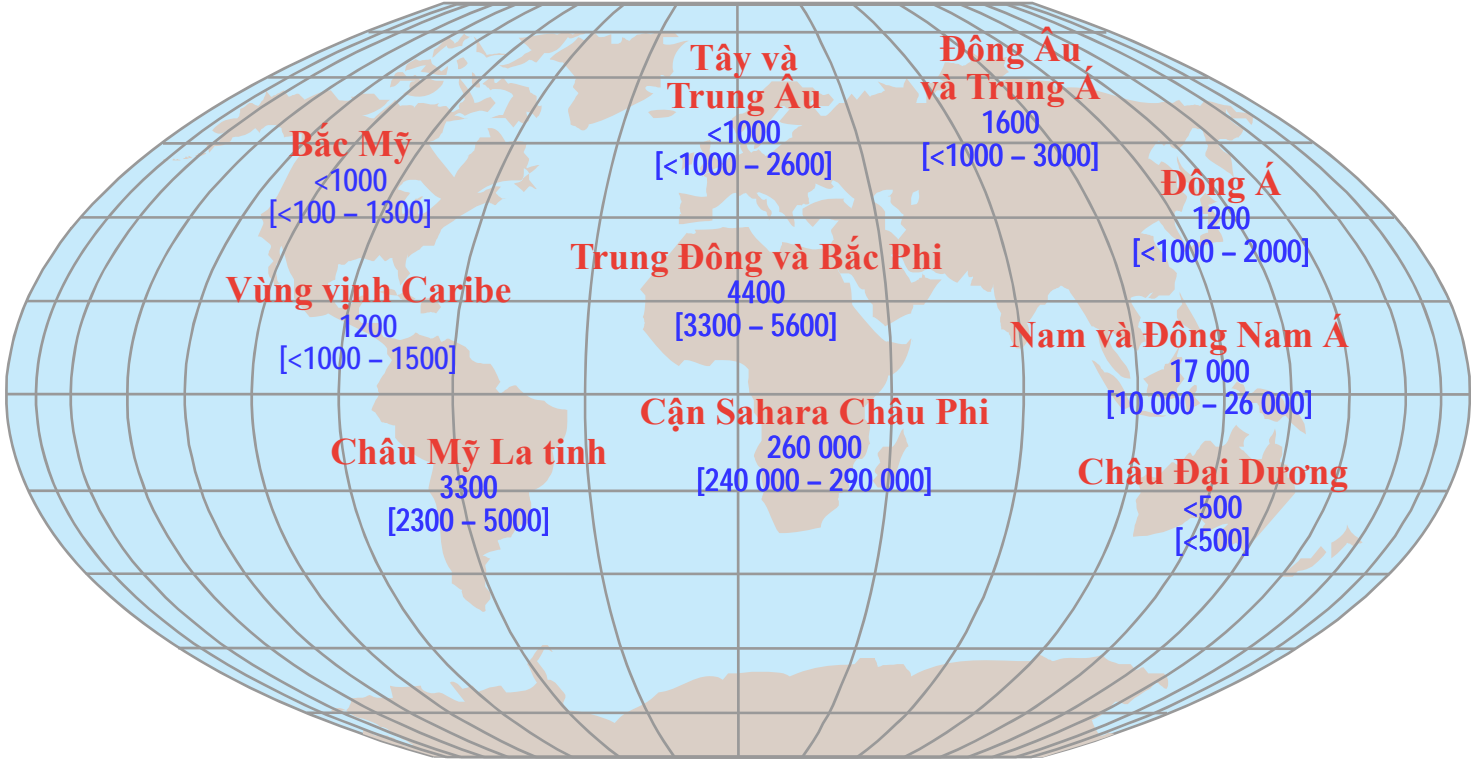 Tây và
Trung Âu
<1000
[<1000 – 2600]
Đông Âu
và Trung Á
1600
[<1000 – 3000]
Bắc Mỹ
<1000
[<100 – 1300]
Đông Á
1200
[<1000 – 2000]
Trung Đông và Bắc Phi
4400
[3300 – 5600]
Vùng vịnh Caribe
1200
[<1000 – 1500]
Nam và Đông Nam Á
17 000
[10 000 – 26 000]
Cận Sahara Châu Phi
260 000
[240 000 – 290 000]
Châu Mỹ La tinh
3300
[2300 – 5000]
Châu Đại Dương
<500
[<500]